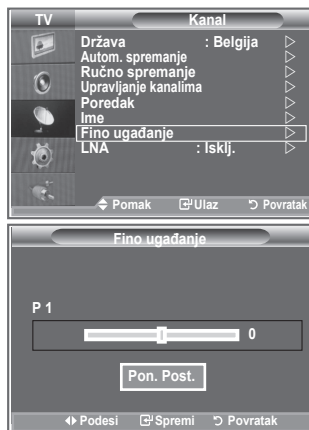 TV Kanal
Država : Belgija
Autom. spremanje
Ručno spremanje
Upravljanje kanalima
Poredak
Ime
Fino ugađanje
LNA : Isklj.
Pomak Ulaz Povratak
Fino ugađanje
P 1
0
Pon. Post.
Podesi Spremi Povratak